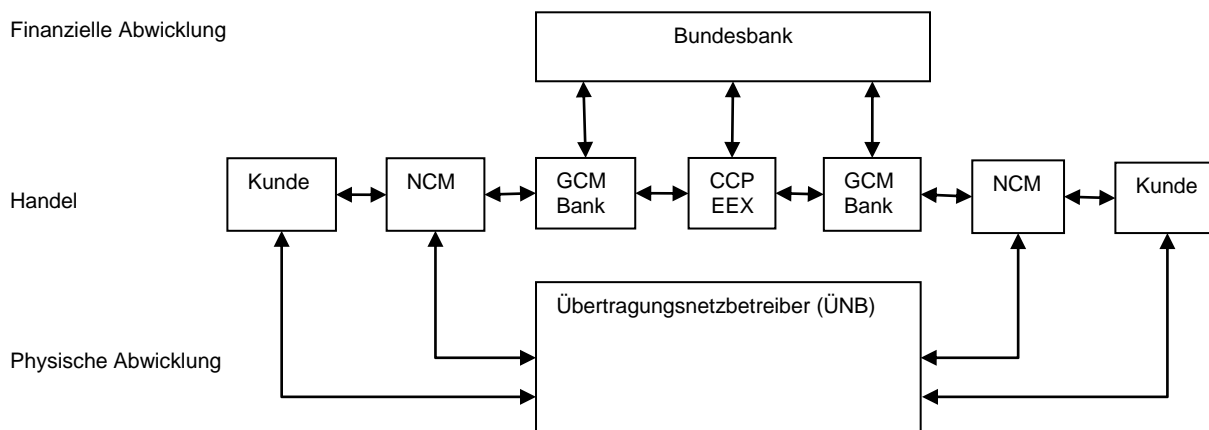 Finanzielle Abwicklung
Bundesbank
Handel
Kunde
NCM
GCM
Bank
CCP
EEX
GCM
Bank
NCM
Kunde
Übertragungsnetzbetreiber (ÜNB)
Physische Abwicklung